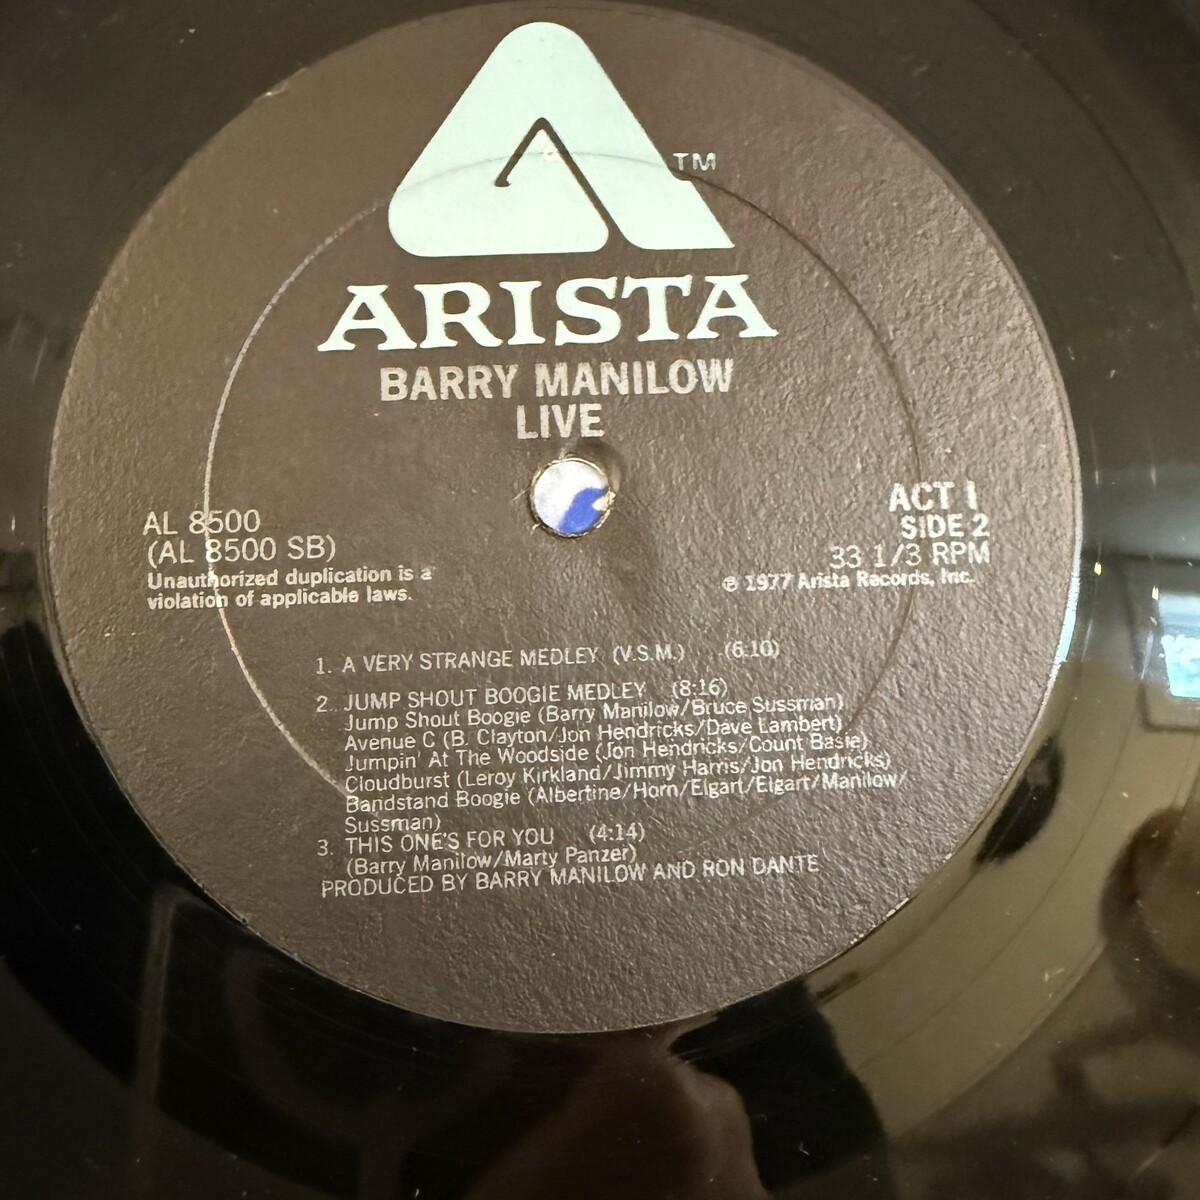 TM
ARISTA
BARRY MANILOW
LIVE
AL 8500
(AL 8500 SB)
Unauthorized duplication is a
violation of applicable laws.
ACT I
SIDE 2
33 1/3 RPM
℗ 1977 Arista Records, Inc.
1. A VERY STRANGE MEDLEY (V.S.M.) (6:10)
2. JUMP SHOUT BOOGIE MEDLEY (8:16)
Jump Shout Boogie (Barry Manilow/Bruce Sussman)
Avenue C (B. Clayton/Jon Hendricks/Dave Lambert)
Jumpin' At The Woodside (Jon Hendricks/Count Basie)
Cloudburst (Leroy Kirkland/Jimmy Harris/Jon Hendricks)
Bandstand Boogie (Albertine/Horn/Elgart/Elgart/Manilow/
Sussman)
3. THIS ONE'S FOR YOU (4:14)
(Barry Manilow/Marty Panzer)
PRODUCED BY BARRY MANILOW AND RON DANTE